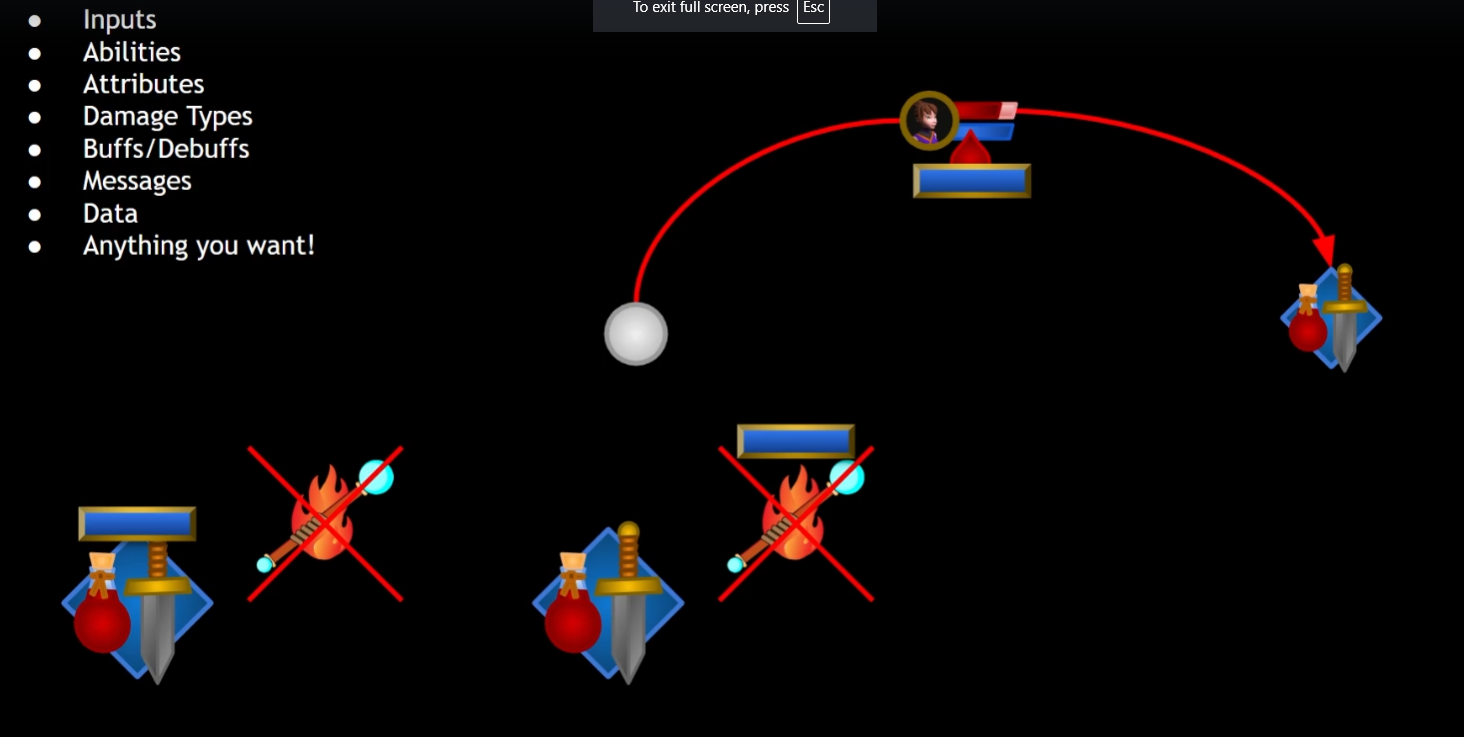 To exit full screen, press Esc
Inputs
Abilities
Attributes
Damage Types
Buffs/Debuffs
Messages
Data
Anything you want!